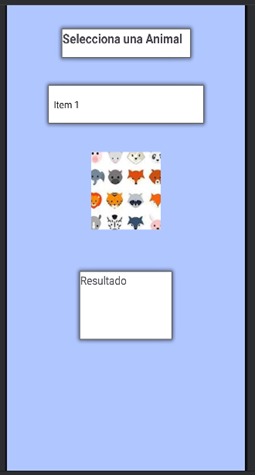 Selecciona una Animal
Item 1
Resultado